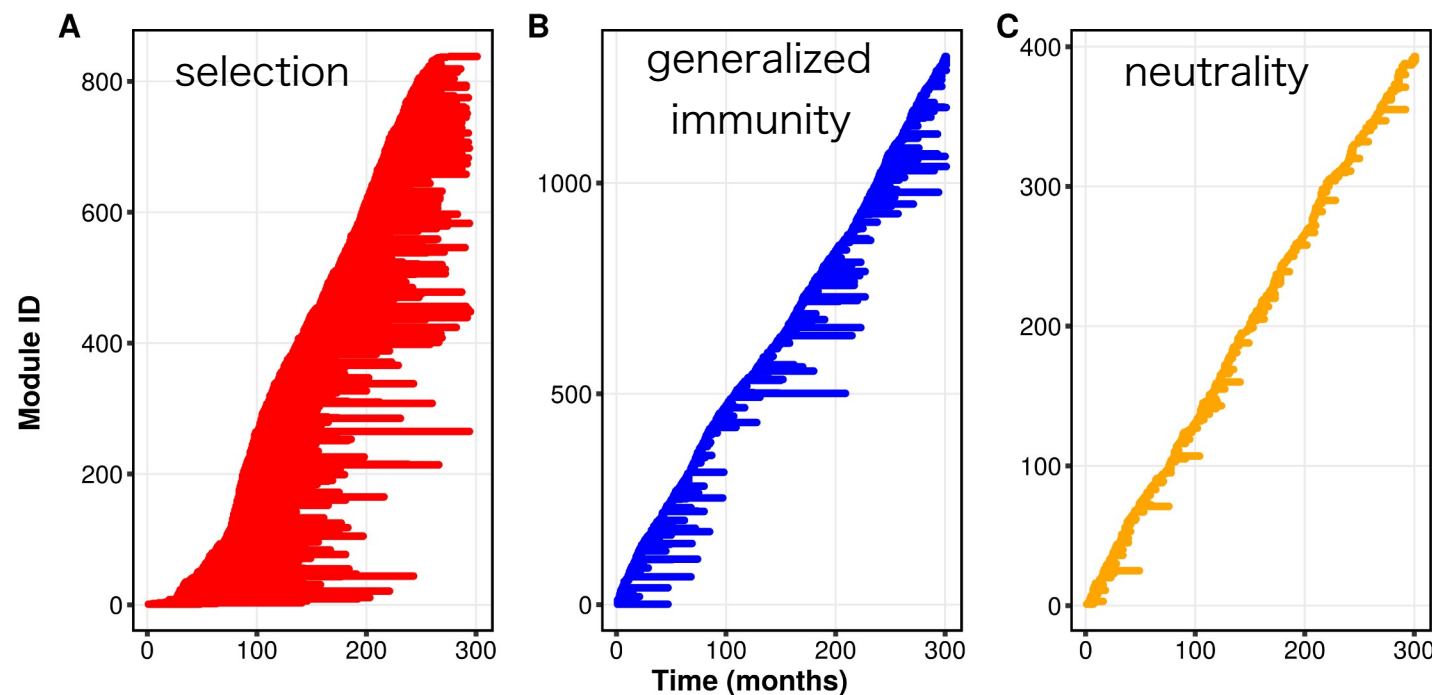 A
selection
800
600
400
200
0
0 100 200 300
Module ID
B
generalized
immunity
1000
500
0
0 100 200 300
Time (months)
C
neutrality
400
300
200
100
0
0 100 200 300